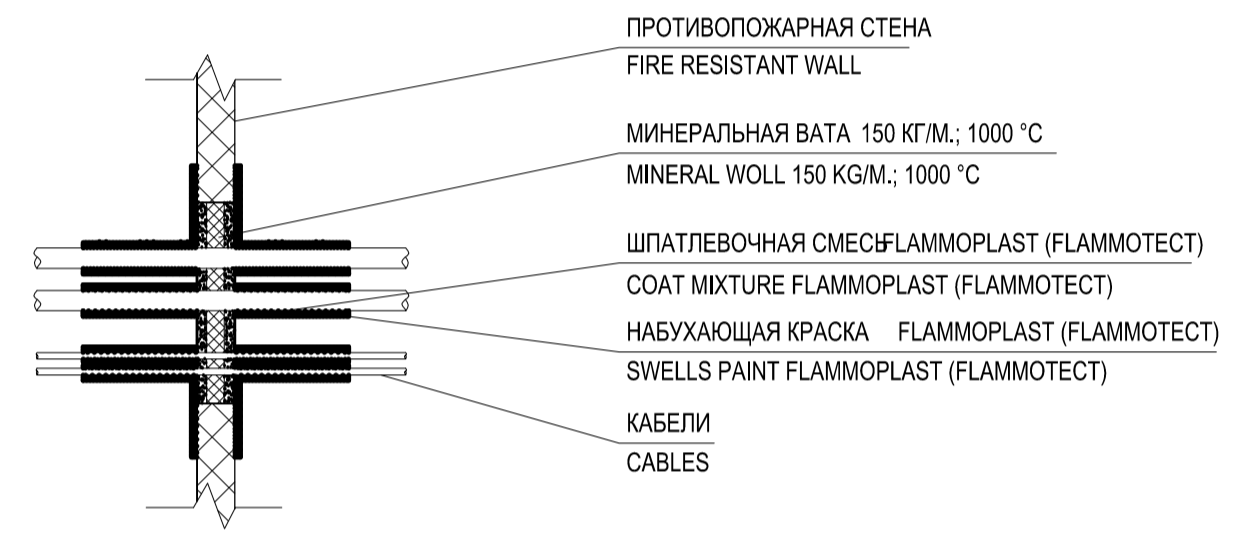 ПРОТИВОПОЖАРНАЯ СТЕНА
FIRE RESISTANT WALL
МИНЕРАЛЬНАЯ ВАТА 150 КГ/М.; 1000 °C
MINERAL WOLL 150 KG/M.; 1000 °C
ШПАТЛЕВОЧНАЯ СМЕСЬ FLAMMOPLAST (FLAMMOTECT)
COAT MIXTURE FLAMMOPLAST (FLAMMOTECT)
НАБУХАЮЩАЯ КРАСКА FLAMMOPLAST (FLAMMOTECT)
SWELLS PAINT FLAMMOPLAST (FLAMMOTECT)
КАБЕЛИ
CABLES